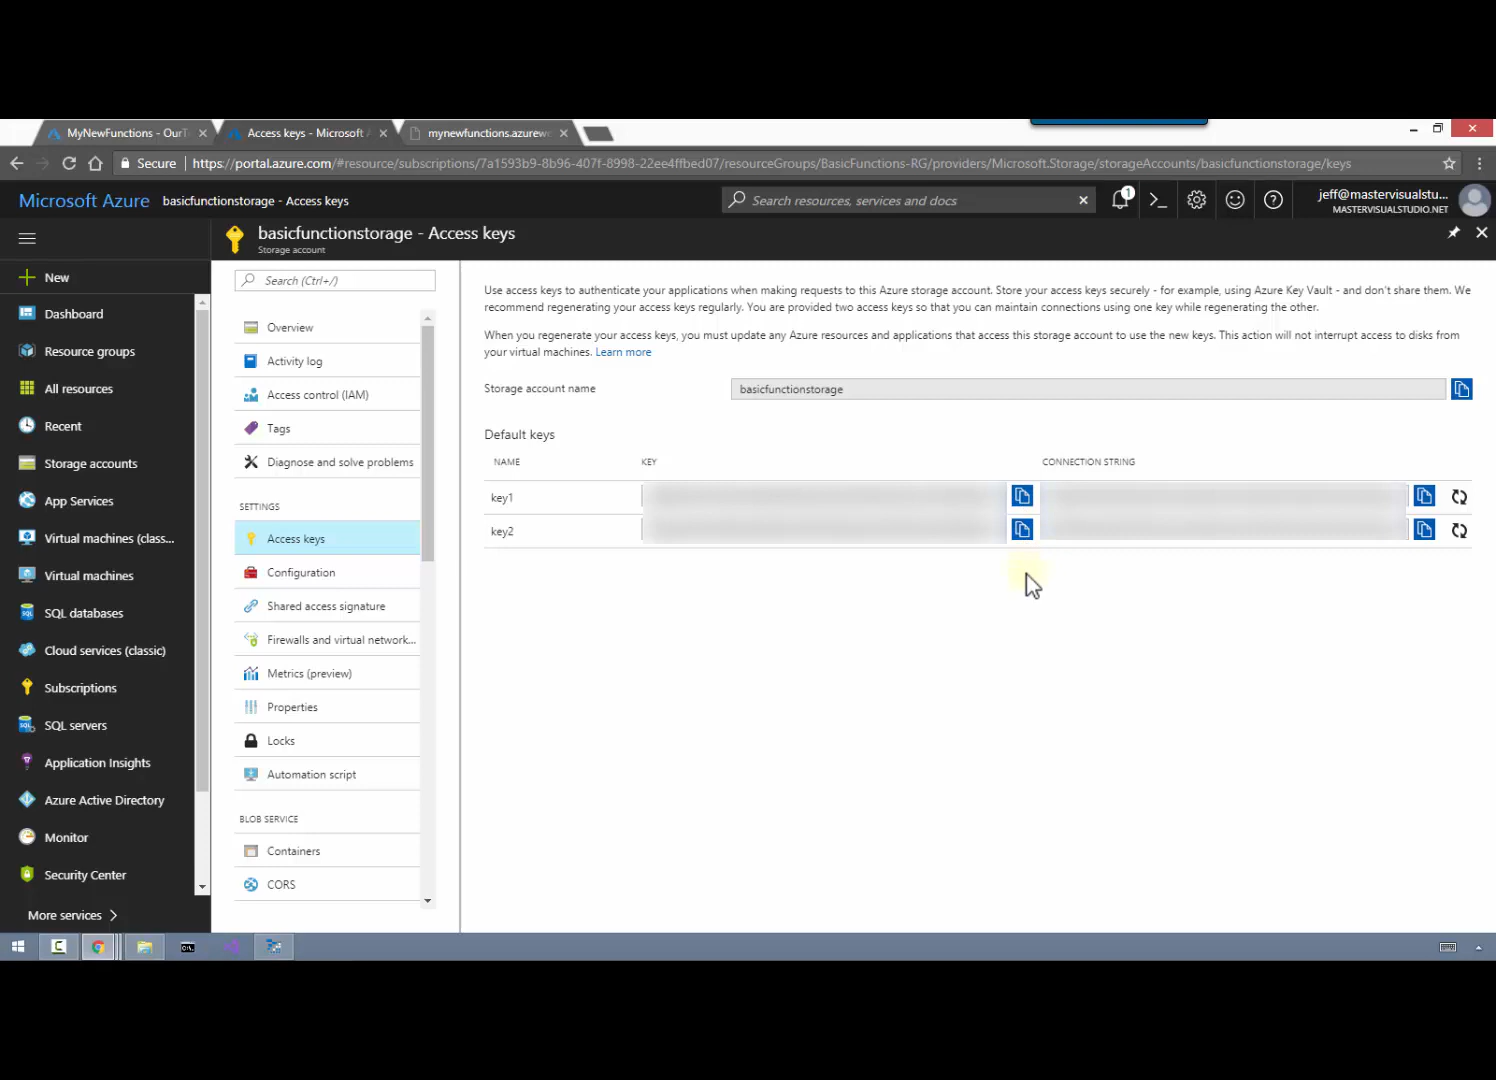 MyNewFunctions - OurT
Access keys - Microsoft
mynewfunctions.azurewe
Secure
https://portal.azure.com/#resource/subscriptions/7a1593b9-8b96-407f-8998-22ee4ffbed07/resourceGroups/BasicFunctions-RG/providers/Microsoft.Storage/storageAccounts/basicfunctionstorage/keys
Microsoft Azure
basicfunctionstorage - Access keys
Search resources, services and docs
1
jeff@mastervisualstu...
MASTERVISUALSTUDIO.NET
basicfunctionstorage - Access keys
Storage account
New
Dashboard
Resource groups
All resources
Recent
Storage accounts
App Services
Virtual machines (class...
Virtual machines
SQL databases
Cloud services (classic)
Subscriptions
SQL servers
Application Insights
Azure Active Directory
Monitor
Security Center
More services
Search (Ctrl+/)
Overview
Activity log
Access control (IAM)
Tags
Diagnose and solve problems
SETTINGS
Access keys
Configuration
Shared access signature
Firewalls and virtual network...
Metrics (preview)
Properties
Locks
Automation script
BLOB SERVICE
Containers
CORS
Use access keys to authenticate your applications when making requests to this Azure storage account. Store your access keys securely - for example, using Azure Key Vault - and don't share them. We
recommend regenerating your access keys regularly. You are provided two access keys so that you can maintain connections using one key while regenerating the other.
When you regenerate your access keys, you must update any Azure resources and applications that access this storage account to use the new keys. This action will not interrupt access to disks from
your virtual machines. Learn more
Storage account name
basicfunctionstorage
Default keys
NAME
KEY
CONNECTION STRING
key1
key2